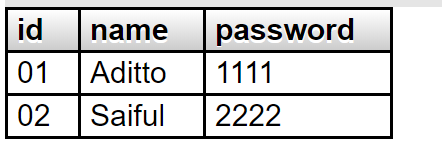 id name password
01 Aditto 1111
02 Saiful 2222